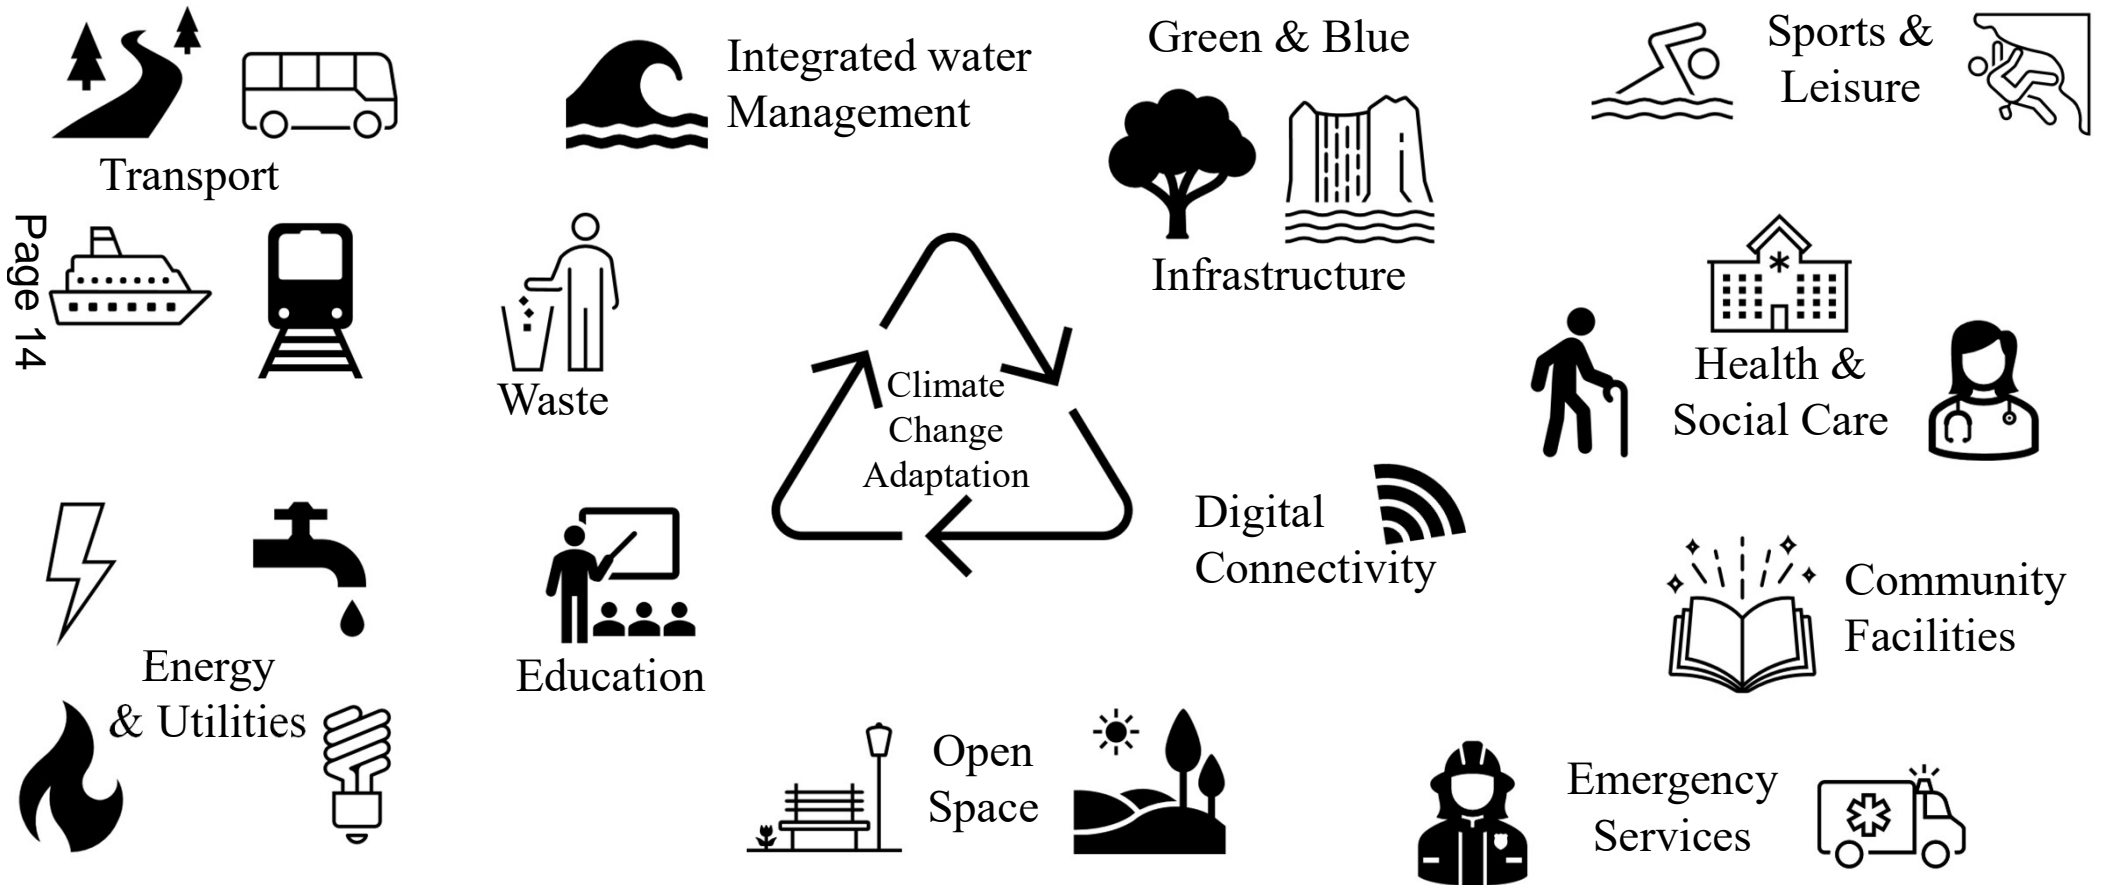 Transport
Integrated water
Management
Green & Blue
Infrastructure
Sports &
Leisure
Page 14
Waste
Climate
Change
Adaptation
Health &
Social Care
Digital
Connectivity
Energy
& Utilities
Education
Community
Facilities
Open
Space
Emergency
Services